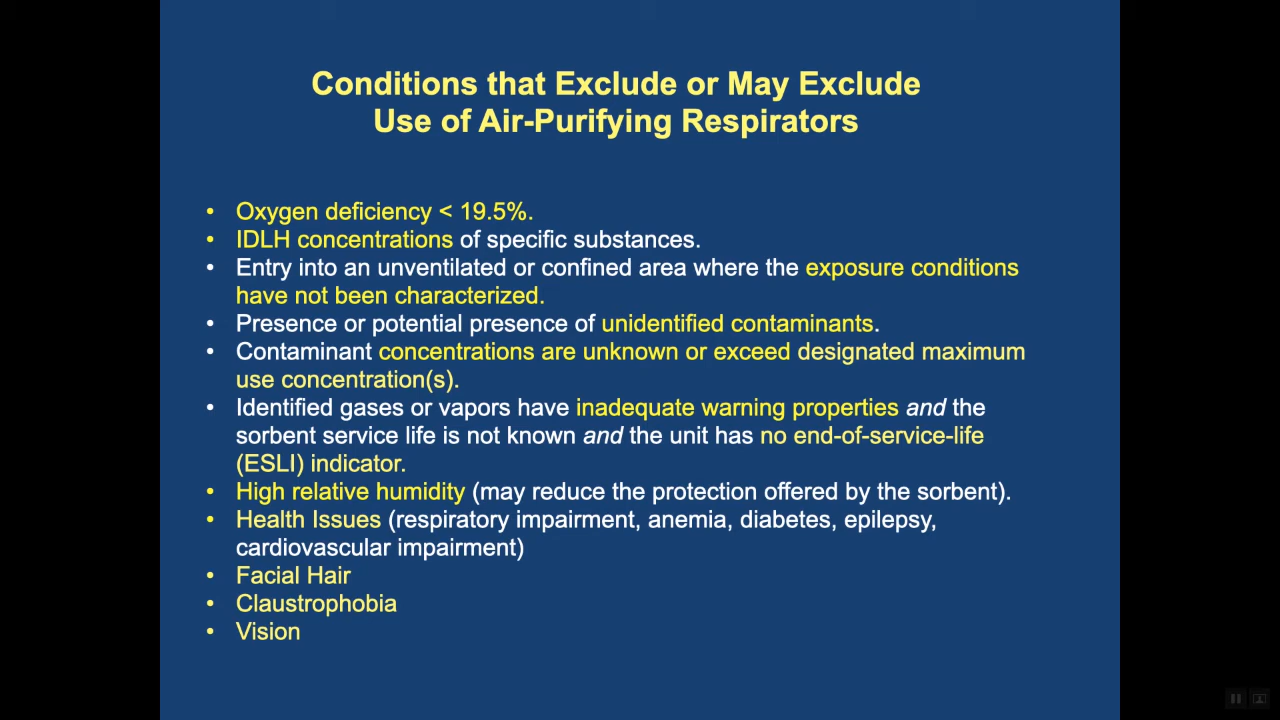 Conditions that Exclude or May Exclude
Use of Air-Purifying Respirators
• Oxygen deficiency < 19.5%.
• IDLH concentrations of specific substances.
• Entry into an unventilated or confined area where the exposure conditions
have not been characterized.
• Presence or potential presence of unidentified contaminants.
• Contaminant concentrations are unknown or exceed designated maximum
use concentration(s).
• Identified gases or vapors have inadequate warning properties and the
sorbent service life is not known and the unit has no end-of-service-life
(ESLI) indicator.
• High relative humidity (may reduce the protection offered by the sorbent).
• Health Issues (respiratory impairment, anemia, diabetes, epilepsy,
cardiovascular impairment)
• Facial Hair
• Claustrophobia
• Vision